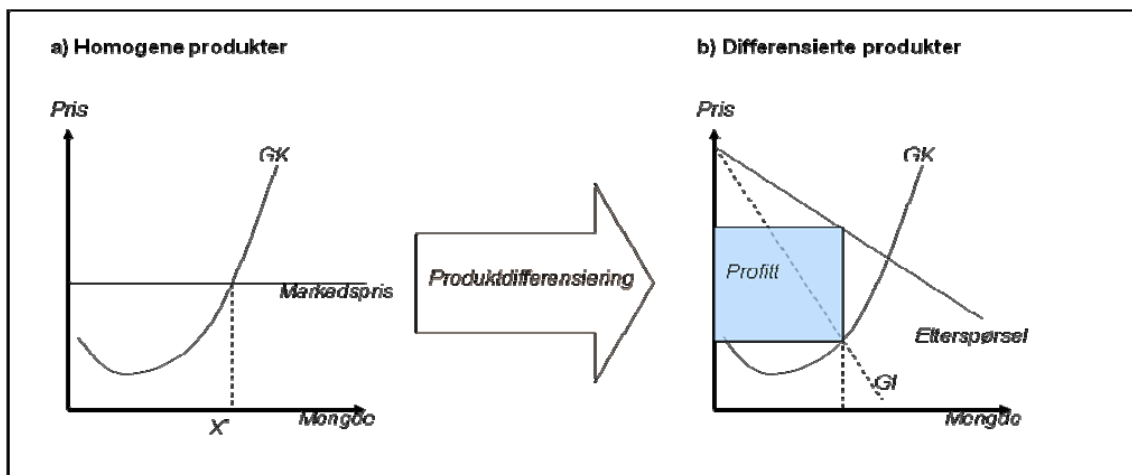 a) Homogene produkter
b) Differensierte produkter
Pris
GK
Markedspris
X*
Mengde
Produktdifferensiering
Pris
GK
Profitt
Etterspørsel
GI
Mengde